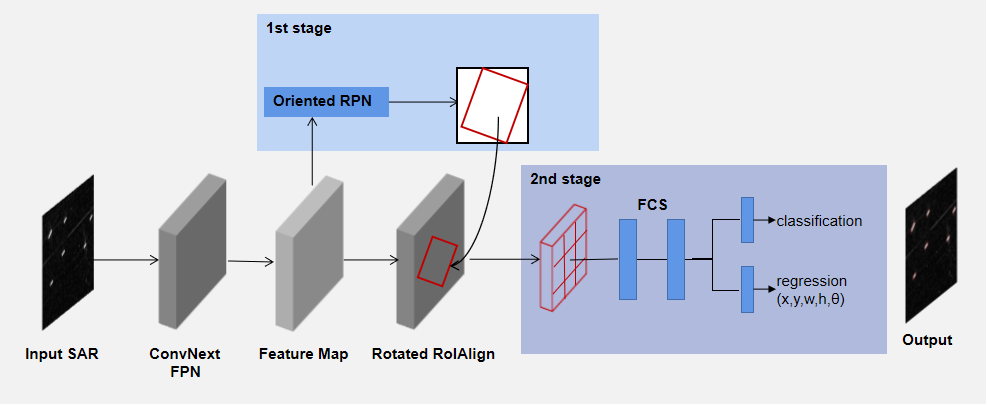 1st stage
Oriented RPN
2nd stage
FCS
classification
regression
(x,y,w,h,θ)
Input SAR
ConvNext
FPN
Feature Map
Rotated RoIAlign
Output